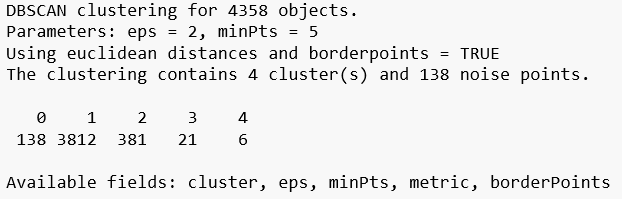 DBSCAN clustering for 4358 objects.
Parameters: eps = 2, minPts = 5
Using euclidean distances and borderpoints = TRUE
The clustering contains 4 cluster(s) and 138 noise points.
0 1 2 3 4
138 3812 381 21 6
Available fields: cluster, eps, minPts, metric, borderPoints